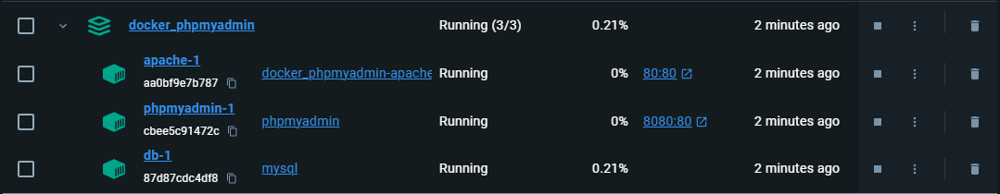 docker_phpmyadmin Running (3/3) 0.21% 2 minutes ago
apache-1
aa0bf9e7b787 docker_phpmyadmin-apache Running 0% 80:80 2 minutes ago
phpmyadmin-1
cbee5c91472c phpmyadmin Running 0% 8080:80 2 minutes ago
db-1
87d87cdc4df8 mysql Running 0.21% 2 minutes ago